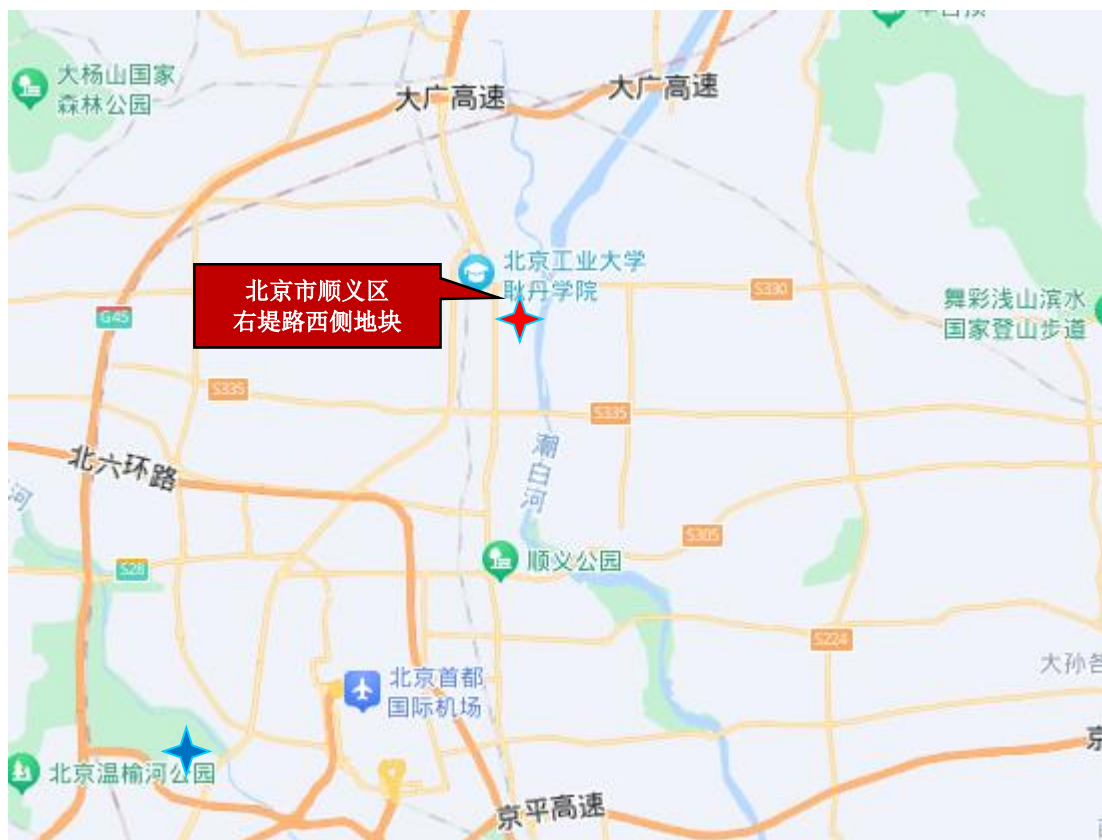 大杨山国家
森林公园
大广高速
大广高速
北京工业大学
耿丹学院
北京市顺义区
右堤路西侧地块
S330
舞彩浅山滨水
国家登山步道
G45
S335
S335
潮白河
北六环路
河
S305
顺义公园
S28
S224
大孙各
北京首都
国际机场
京
北京温榆河公园
京平高速